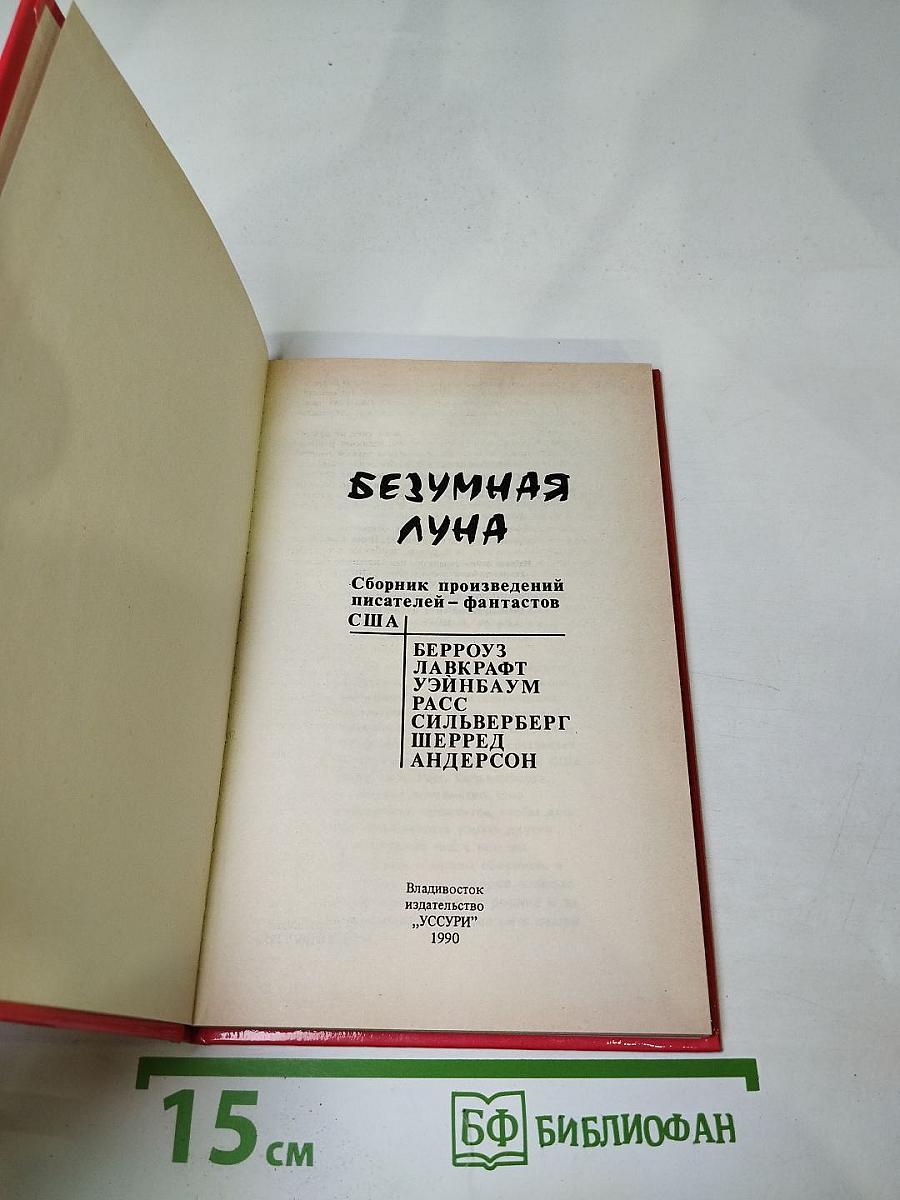 БЕЗУМНАЯ
ЛУНА
Сборник произведений
писателей – фантастов
США
БЕРРОУЗ
ЛАВКРАФТ
УЭЙНБАУМ
РАСС
СИЛЬВЕРБЕРГ
ШЕРРЕД
АНДЕРСОН
Владивосток
издательство
„УССУРИ”
1990
15 см
БФ БИБЛИОФАН